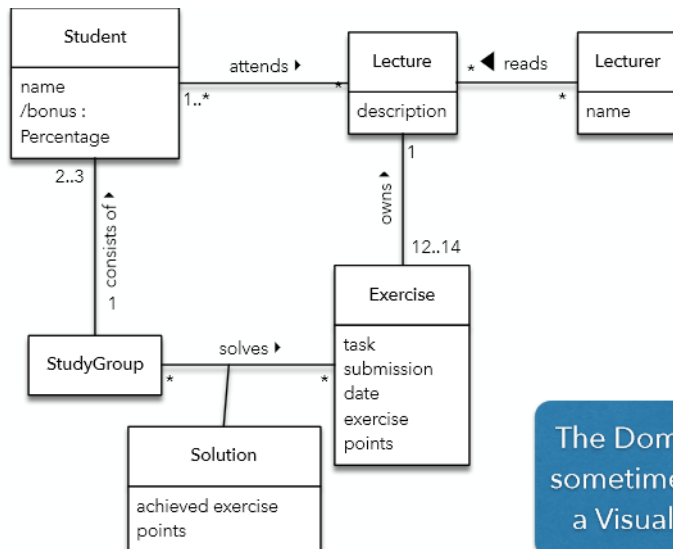 Student
name
/bonus :
Percentage
attends
1..*
*
Lecture
description
*
reads
*
Lecturer
name
2..3
consists of
1
1
owns
12..14
StudyGroup
*
solves
*
Exercise
task
submission
date
exercise
points
Solution
achieved exercise
points
The Dom
sometime
a Visual